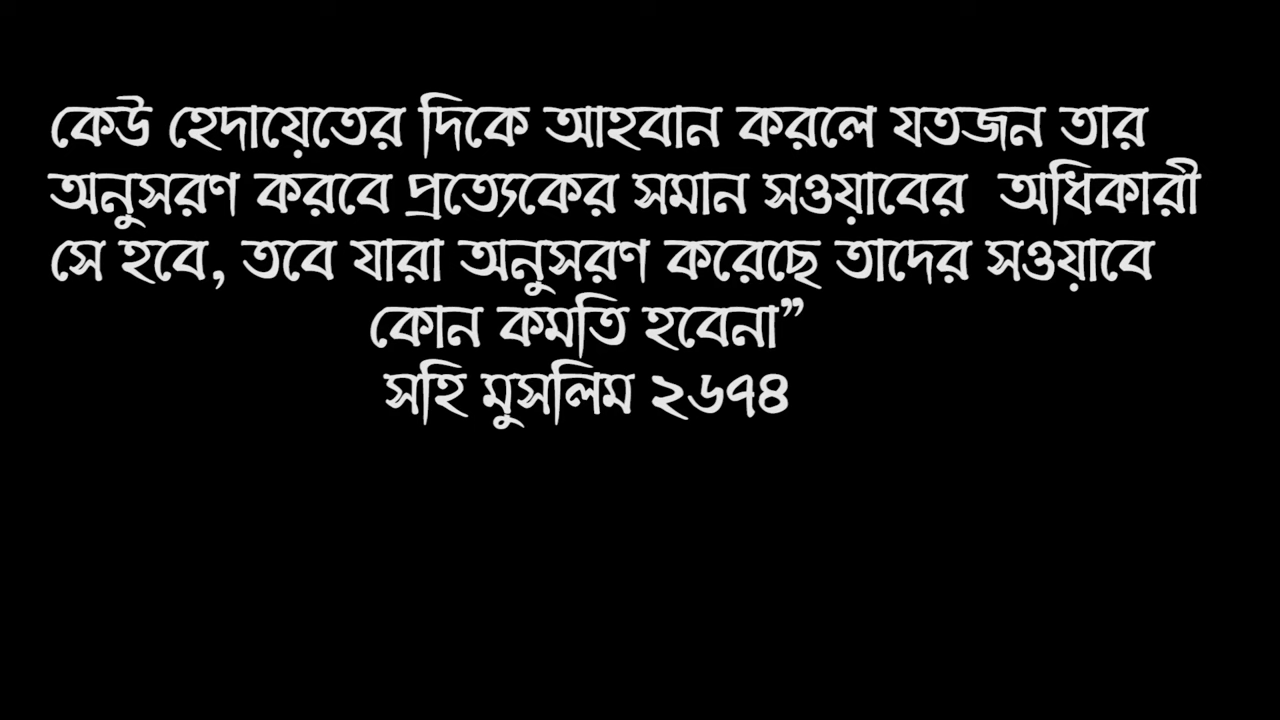 কেউ হেদায়েতের দিকে আহবান করলে যতজন তার
অনুসরণ করবে প্রত্যেকের সমান সওয়াবের অধিকারী
সে হবে, তবে যারা অনুসরণ করেছে তাদের সওয়াবে
কোন কমতি হবেনা”
সহি মুসলিম ২৬৭৪